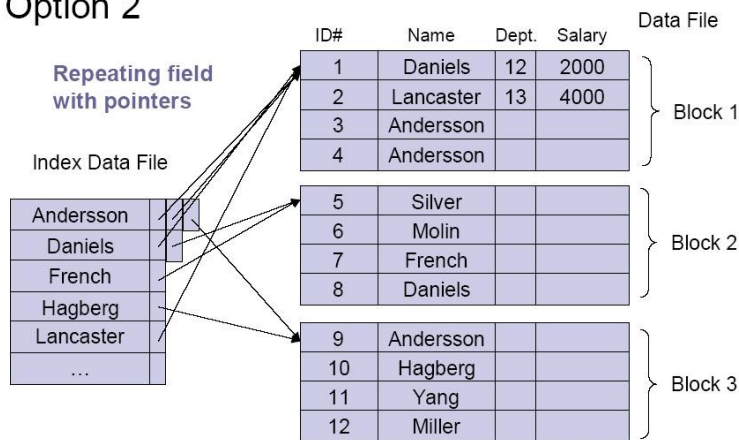 Option 2
Data File
ID# Name Dept. Salary
Repeating field
with pointers
1 Daniels 12 2000
2 Lancaster 13 4000
3 Andersson
4 Andersson
Block 1
Index Data File
Andersson
Daniels
French
Hagberg
Lancaster
...
5 Silver
6 Molin
7 French
8 Daniels
Block 2
9 Andersson
10 Hagberg
11 Yang
12 Miller
Block 3